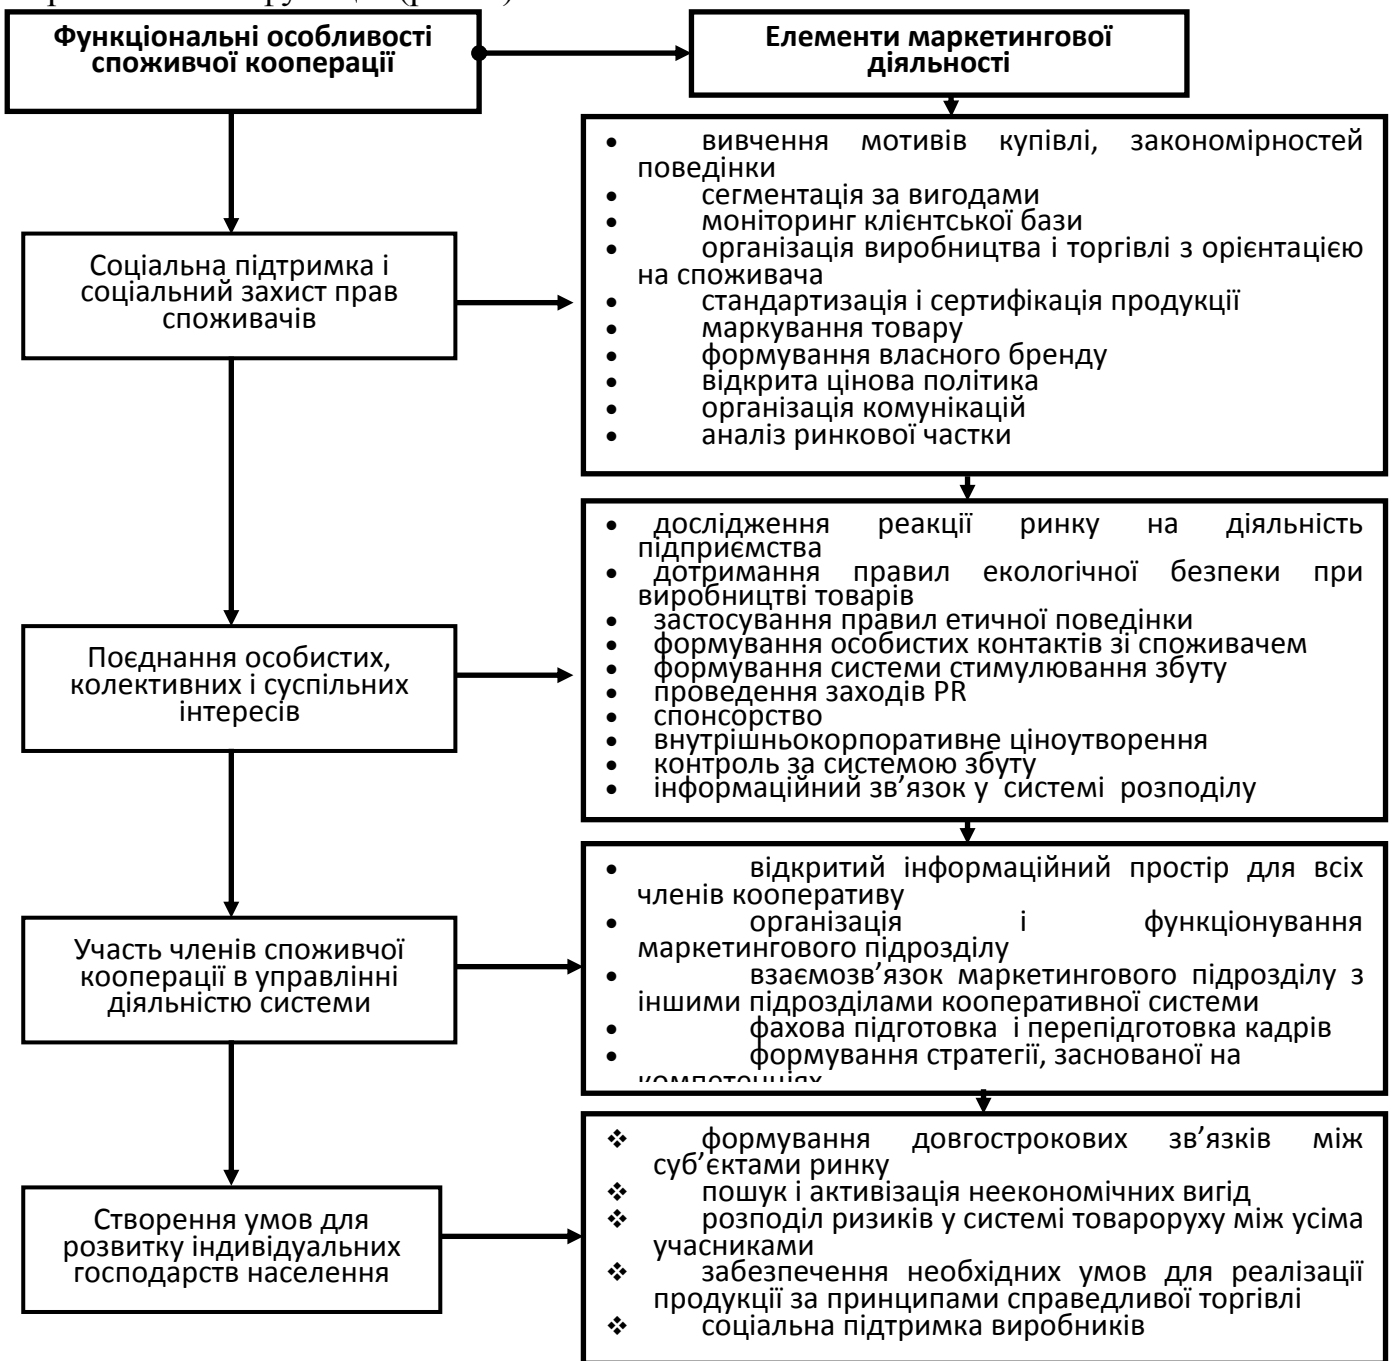 Функціональні особливості
споживчої кооперації
Елементи маркетингової
діяльності
• вивчення мотивів купівлі, закономірностей
поведінки
• сегментація за вигодами
• моніторинг клієнтської бази
• організація виробництва і торгівлі з орієнтацією
на споживача
• стандартизація і сертифікація продукції
• маркування товару
• формування власного бренду
• відкрита цінова політика
• організація комунікацій
• аналіз ринкової частки
Соціальна підтримка і
соціальний захист прав
споживачів
• дослідження реакції ринку на діяльність
підприємства
• дотримання правил екологічної безпеки при
виробництві товарів
• застосування правил етичної поведінки
• формування особистих контактів зі споживачем
• формування системи стимулювання збуту
• проведення заходів PR
• спонсорство
• внутрішньокорпоративне ціноутворення
• контроль за системою збуту
• інформаційний зв’язок у системі розподілу
Поєднання особистих,
колективних і суспільних
інтересів
• відкритий інформаційний простір для всіх
членів кооперативу
• організація і функціонування
маркетингового підрозділу
• взаємозв’язок маркетингового підрозділу з
іншими підрозділами кооперативної системи
• фахова підготовка і перепідготовка кадрів
• формування стратегії, заснованої на
компетенціях
Участь членів споживчої
кооперації в управлінні
діяльністю системи
❖ формування довгострокових зв’язків між
суб’єктами ринку
❖ пошук і активізація неекономічних вигід
❖ розподіл ризиків у системі товароруху між усіма
учасниками
❖ забезпечення необхідних умов для реалізації
продукції за принципами справедливої торгівлі
❖ соціальна підтримка виробників
Створення умов для
розвитку індивідуальних
господарств населення